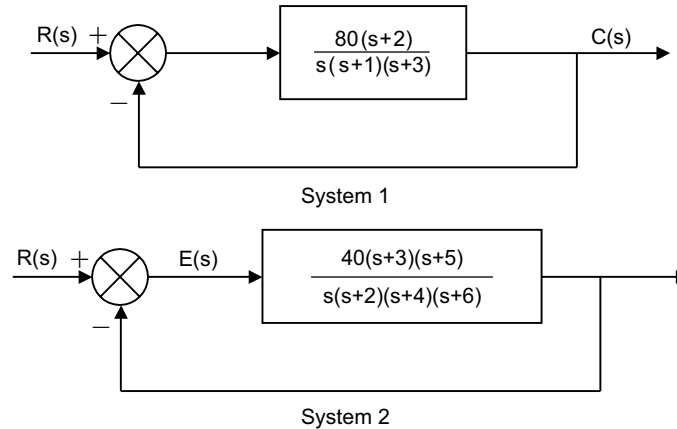 R(s) + 80(s+2) C(s)
s(s+1)(s+3)
−
System 1
R(s) + E(s) 40(s+3)(s+5)
s(s+2)(s+4)(s+6)
−
System 2